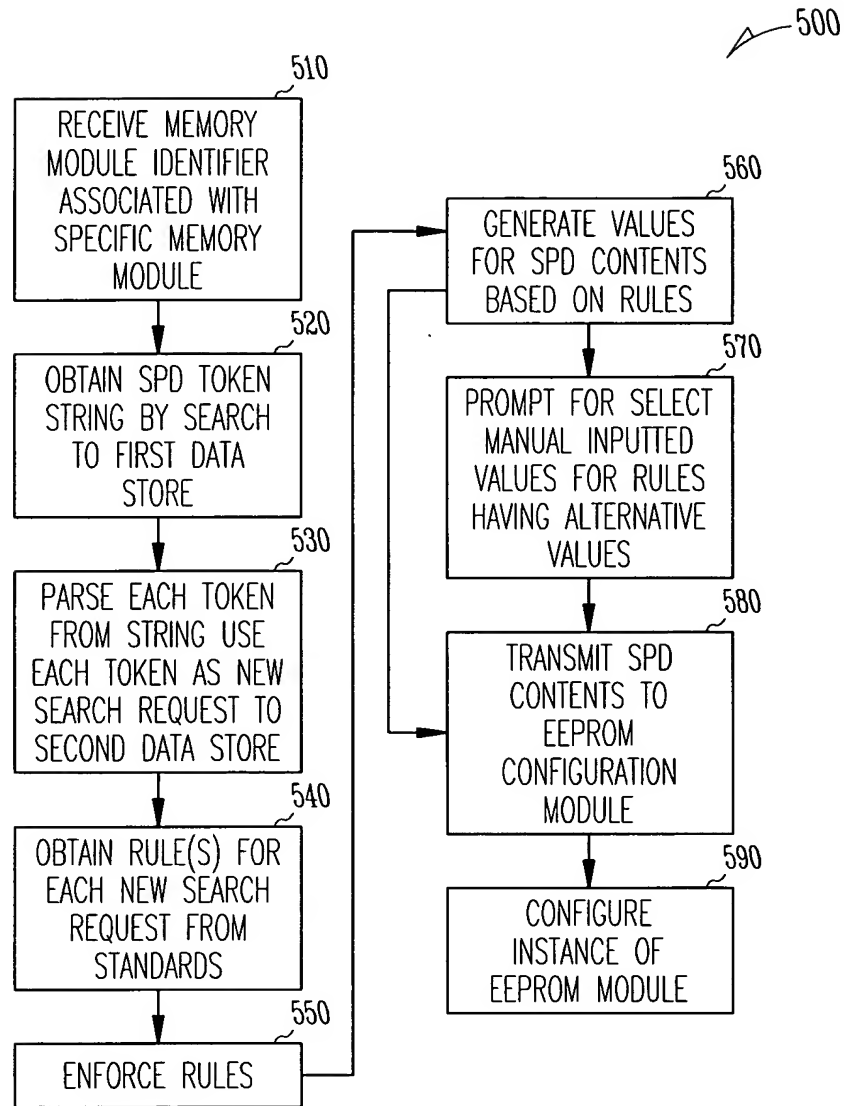 500
510
RECEIVE MEMORY
MODULE IDENTIFIER
ASSOCIATED WITH
SPECIFIC MEMORY
MODULE
520
OBTAIN SPD TOKEN
STRING BY SEARCH
TO FIRST DATA
STORE
530
PARSE EACH TOKEN
FROM STRING USE
EACH TOKEN AS NEW
SEARCH REQUEST TO
SECOND DATA STORE
540
OBTAIN RULE(S) FOR
EACH NEW SEARCH
REQUEST FROM
STANDARDS
550
ENFORCE RULES
560
GENERATE VALUES
FOR SPD CONTENTS
BASED ON RULES
570
PROMPT FOR SELECT
MANUAL INPUTTED
VALUES FOR RULES
HAVING ALTERNATIVE
VALUES
580
TRANSMIT SPD
CONTENTS TO
EEPROM
CONFIGURATION
MODULE
590
CONFIGURE
INSTANCE OF
EEPROM MODULE